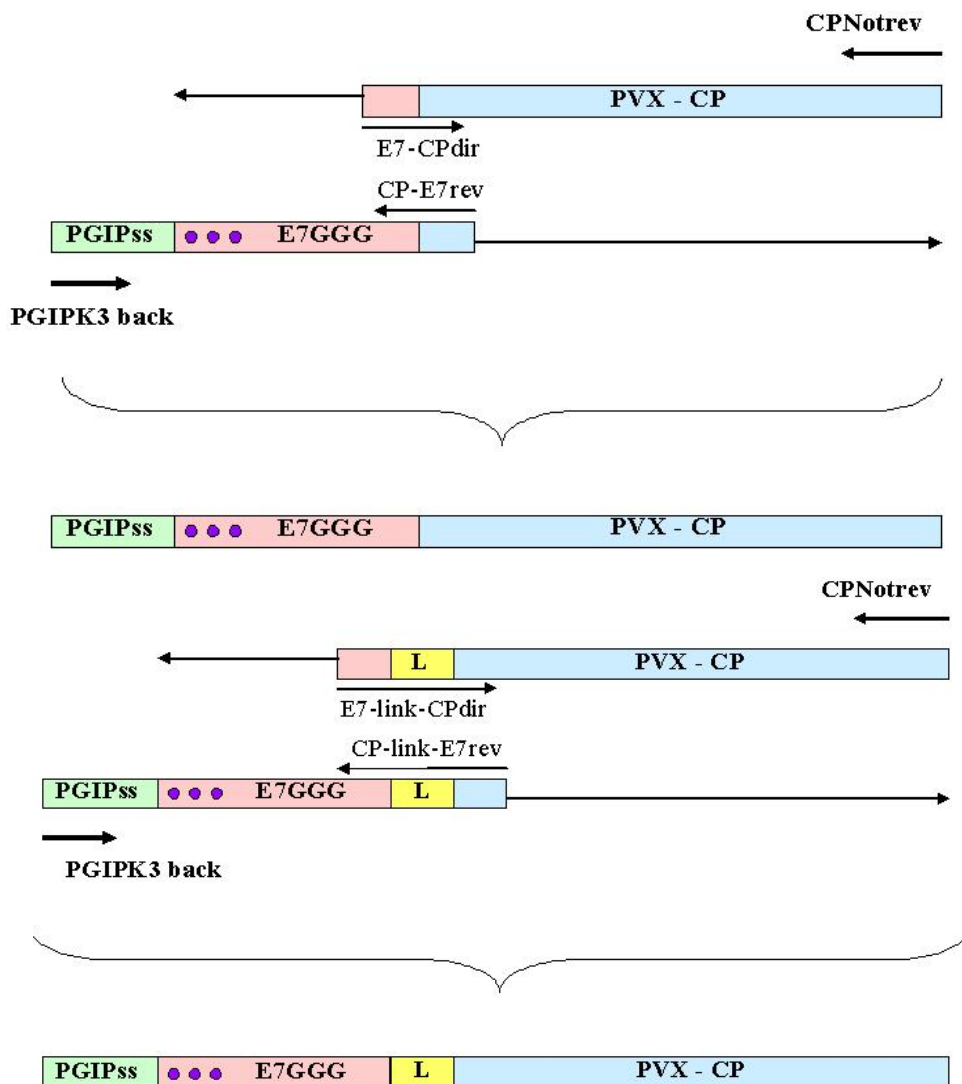 CPNotrev
PVX - CP
E7-CPdir
CP-E7rev
PGIPss E7GGG
PGIPK3 back
PGIPss E7GGG PVX - CP
CPNotrev
L PVX - CP
E7-link-CPdir
CP-link-E7rev
PGIPss E7GGG L
PGIPK3 back
PGIPss E7GGG L PVX - CP